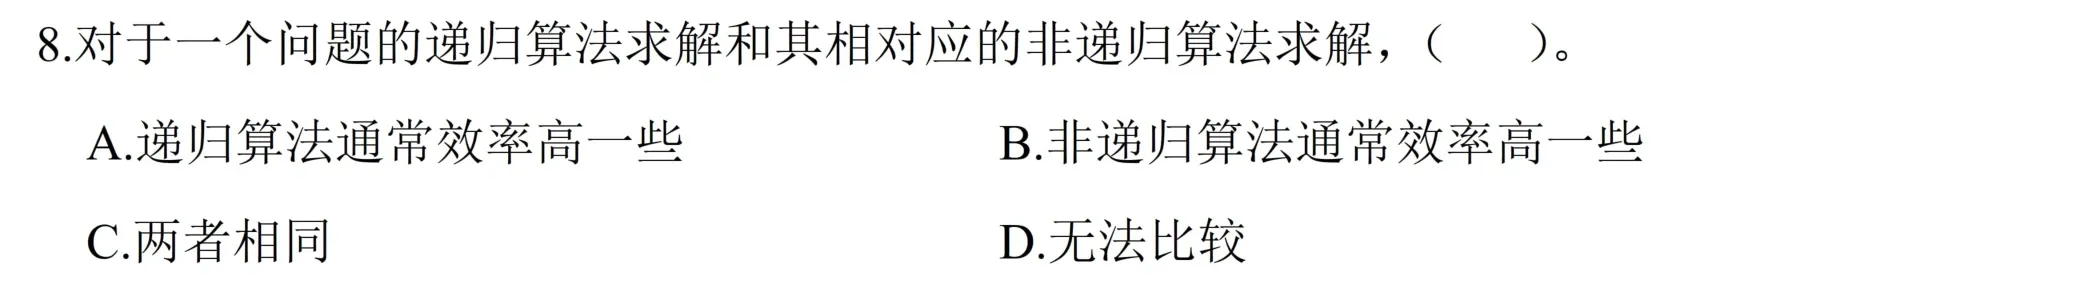 8.对于一个问题的递归算法求解和其相对应的非递归算法求解，（　　）。
A.递归算法通常效率高一些　　B.非递归算法通常效率高一些
C.两者相同　　D.无法比较